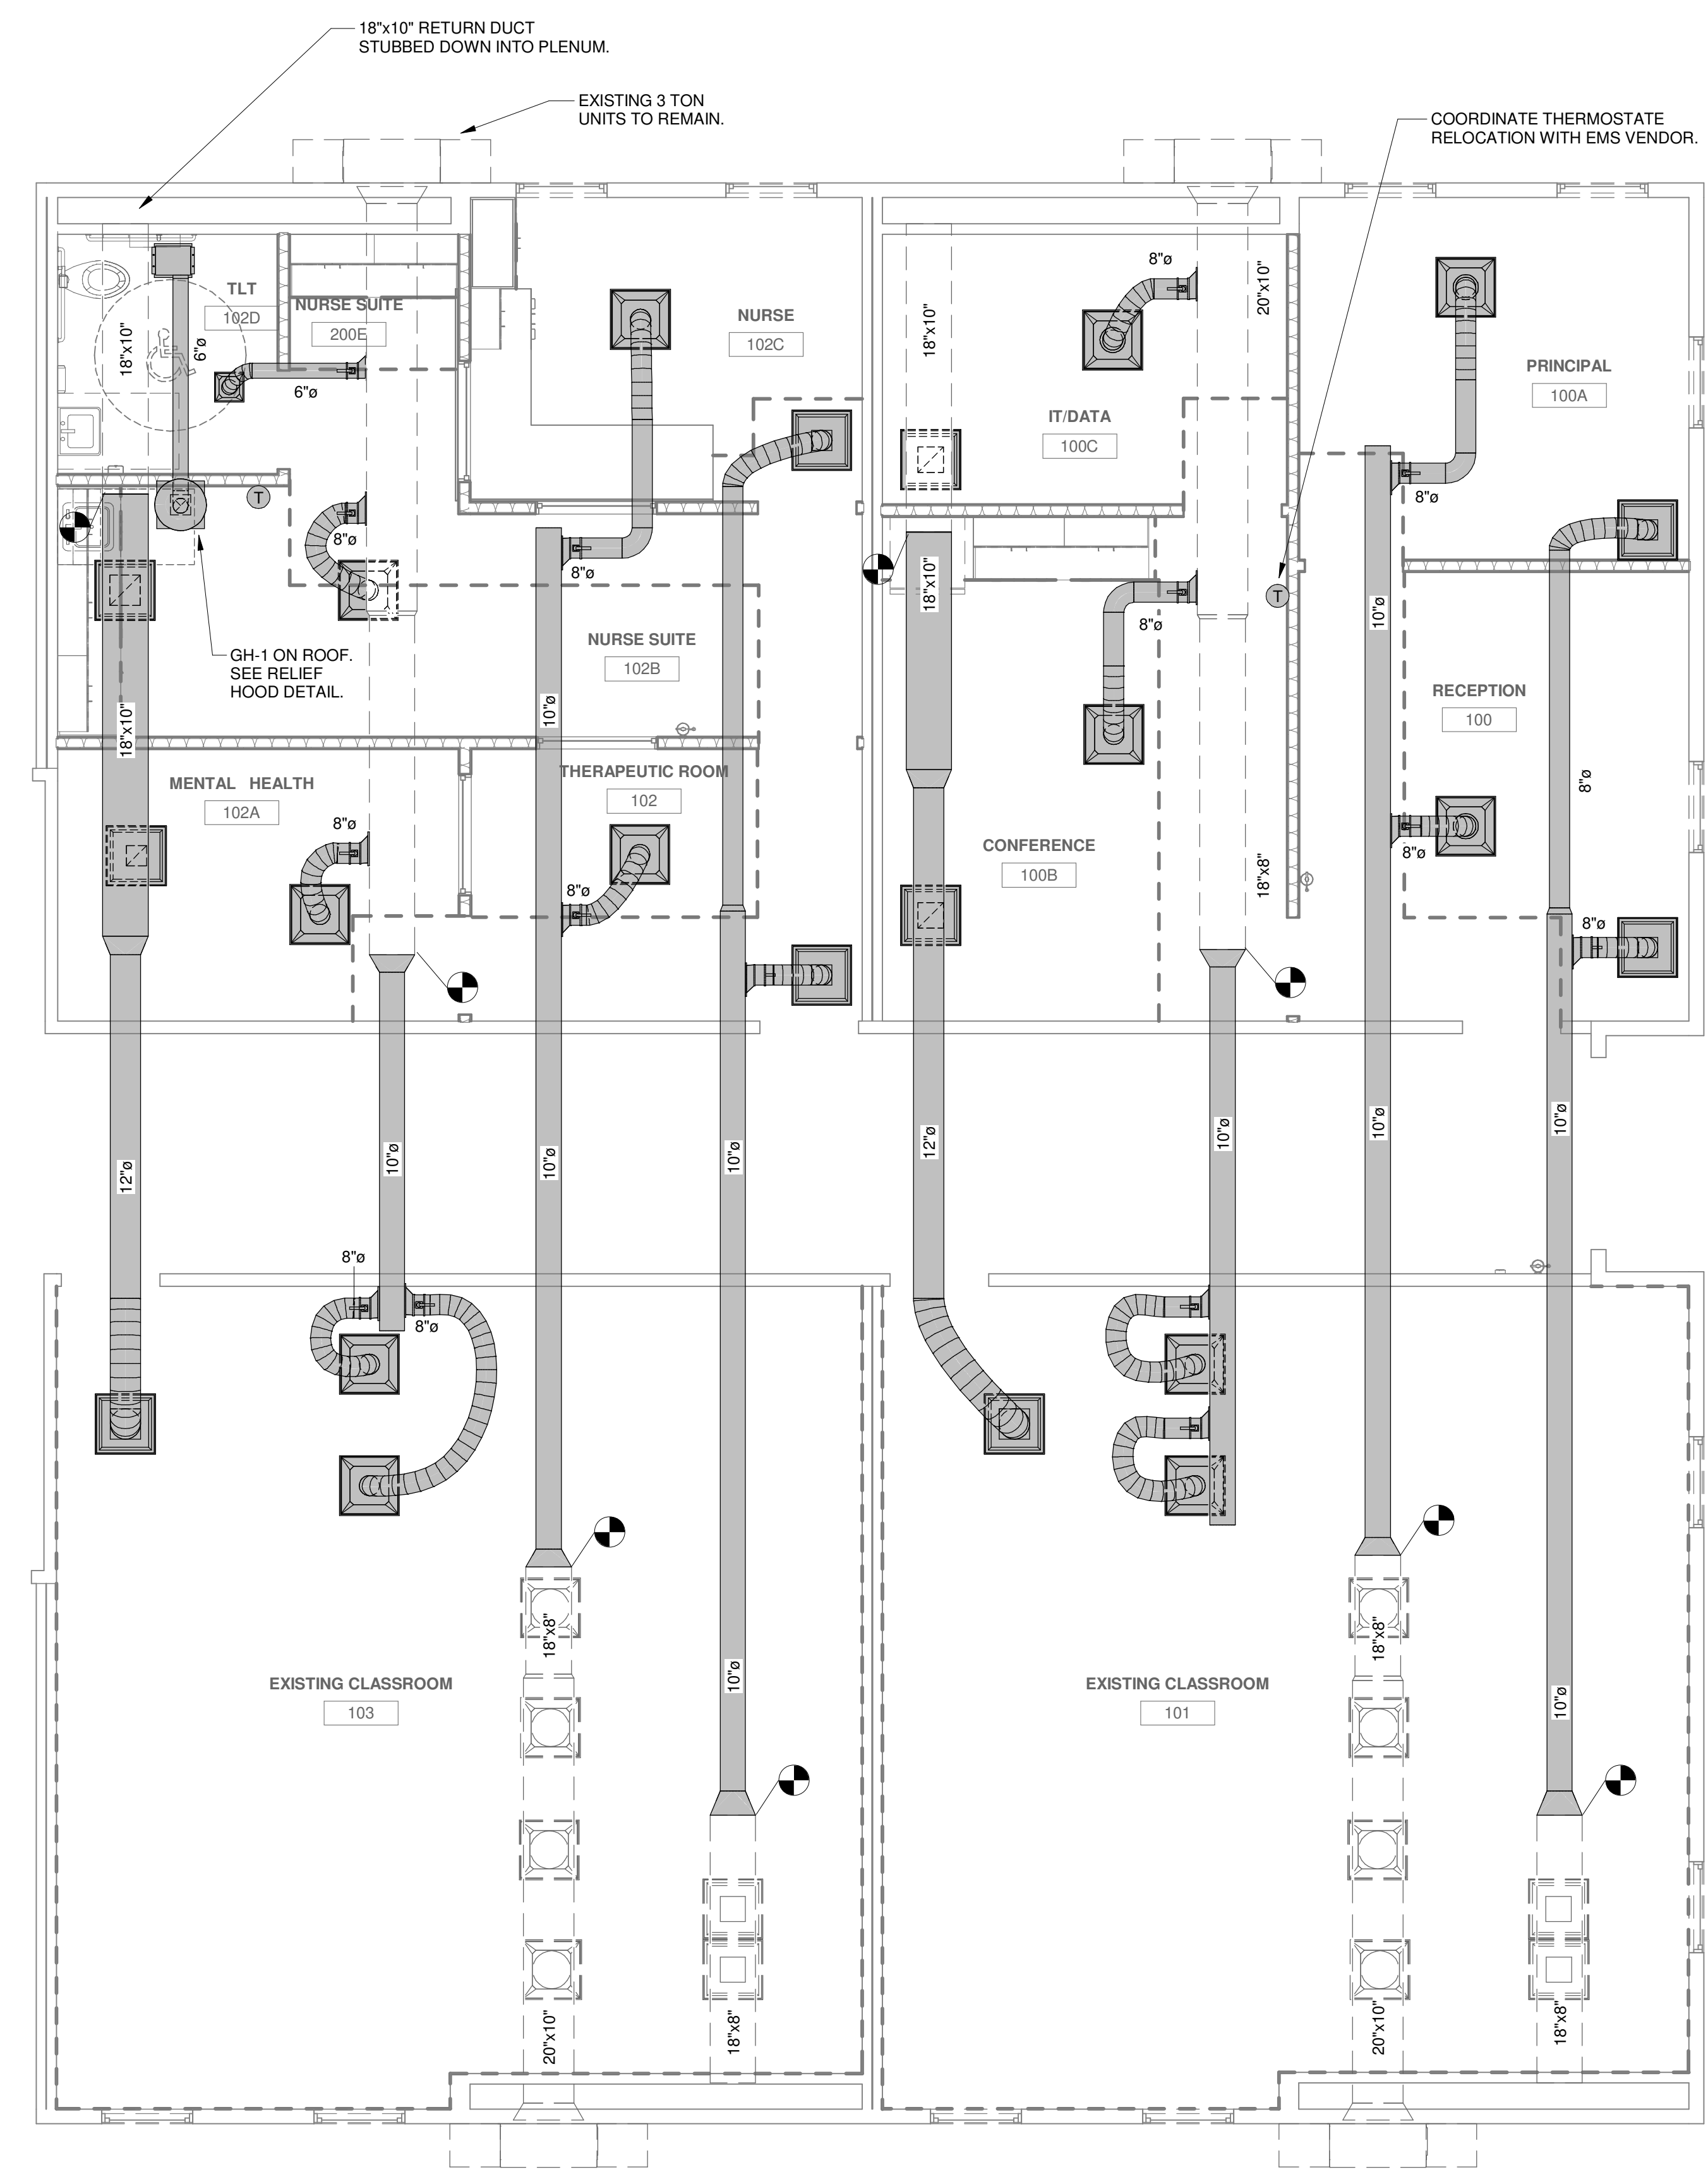 18"x10" RETURN DUCT
STUBBED DOWN INTO PLENUM.
EXISTING 3 TON
UNITS TO REMAIN.
COORDINATE THERMOSTATE
RELOCATION WITH EMS VENDOR.
TLT
102D
NURSE SUITE
200E
NURSE
102C
18"x10"
6"ø
6"ø
8"ø
8"ø
T
GH-1 ON ROOF.
SEE RELIEF
HOOD DETAIL.
NURSE SUITE
102B
18"x10"
10"ø
MENTAL HEALTH
102A
THERAPEUTIC ROOM
102
8"ø
8"ø
18"x10"
8"ø
20"x10"
IT/DATA
100C
PRINCIPAL
100A
8"ø
18"x10"
8"ø
T
10"ø
RECEPTION
100
8"ø
CONFERENCE
100B
18"x8"
8"ø
8"ø
12"ø
10"ø
10"ø
10"ø
12"ø
10"ø
10"ø
10"ø
8"ø
8"ø
18"x8"
18"x8"
EXISTING CLASSROOM
103
10"ø
EXISTING CLASSROOM
101
10"ø
20"x10"
18"x8"
20"x10"
18"x8"